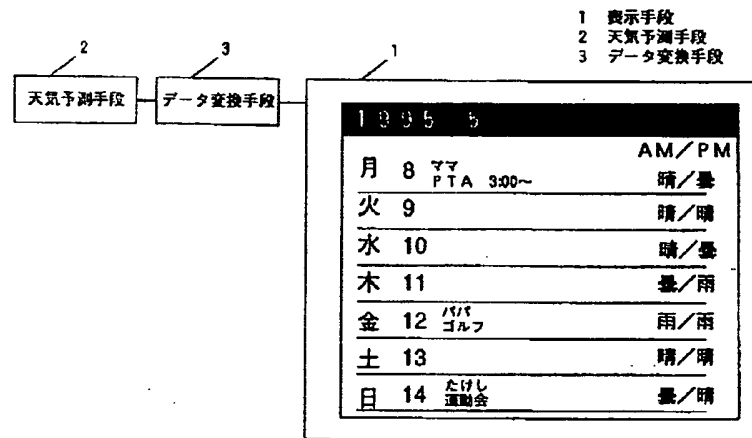 1 表示手段
2 天気予測手段
3 データ変換手段
2
3
1
天気予測手段
データ変換手段
1995 5
AM/PM
月 8 ママ
PTA 3:00~
晴/曇
火 9 晴/晴
水 10 晴/曇
木 11 曇/雨
金 12 パパ
ゴルフ
雨/雨
土 13 晴/晴
日 14 たけし
運動会
曇/晴